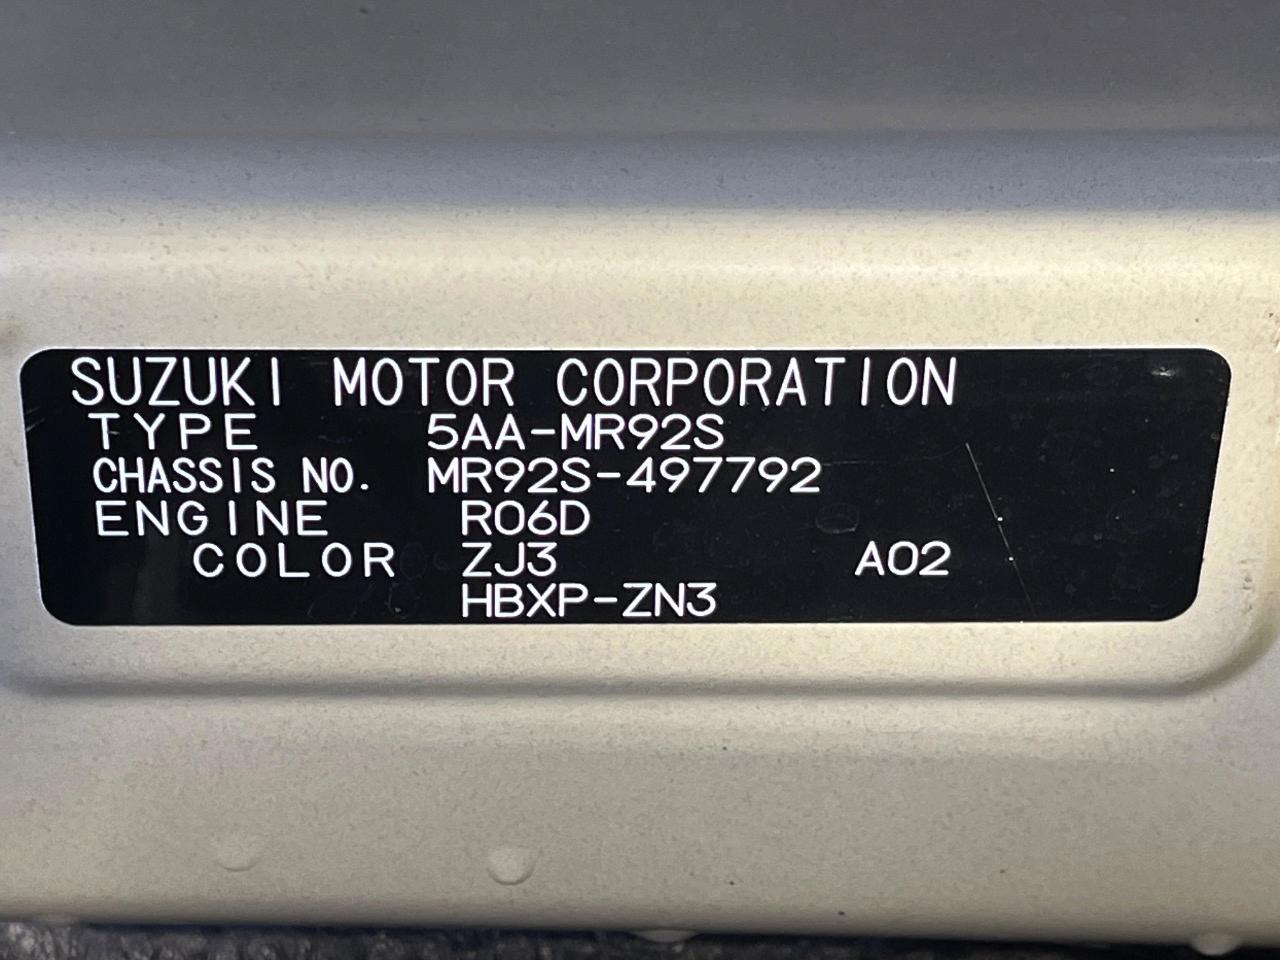 SUZUKI MOTOR CORPORATION
TYPE 5AA-MR92S
CHASSIS NO. MR92S-497792
ENGINE R06D
COLOR ZJ3 A02
HBXP-ZN3